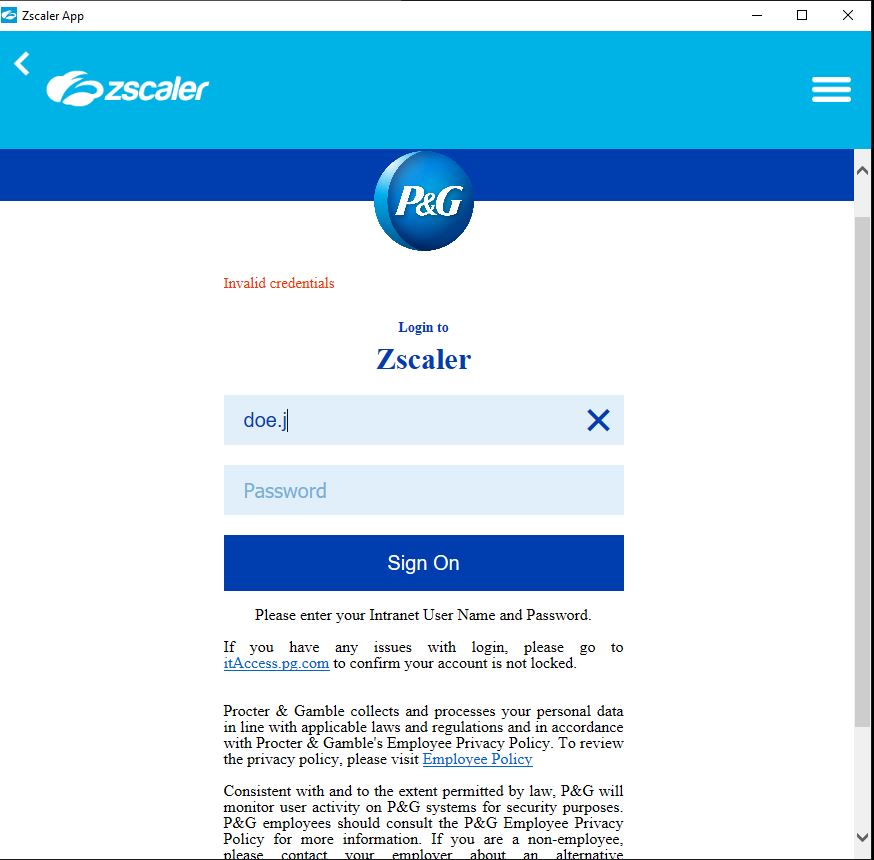 Zscaler App
zscaler
P&G
Invalid credentials
Login to
Zscaler
doe.j
Password
Sign On
Please enter your Intranet User Name and Password.
If you have any issues with login, please go to
itAccess.pg.com to confirm your account is not locked.
Procter & Gamble collects and processes your personal data
in line with applicable laws and regulations and in accordance
with Procter & Gamble's Employee Privacy Policy. To review
the privacy policy, please visit Employee Policy
Consistent with and to the extent permitted by law, P&G will
monitor user activity on P&G systems for security purposes.
P&G employees should consult the P&G Employee Privacy
Policy for more information. If you are a non-employee,
please contact your employer about an alternative